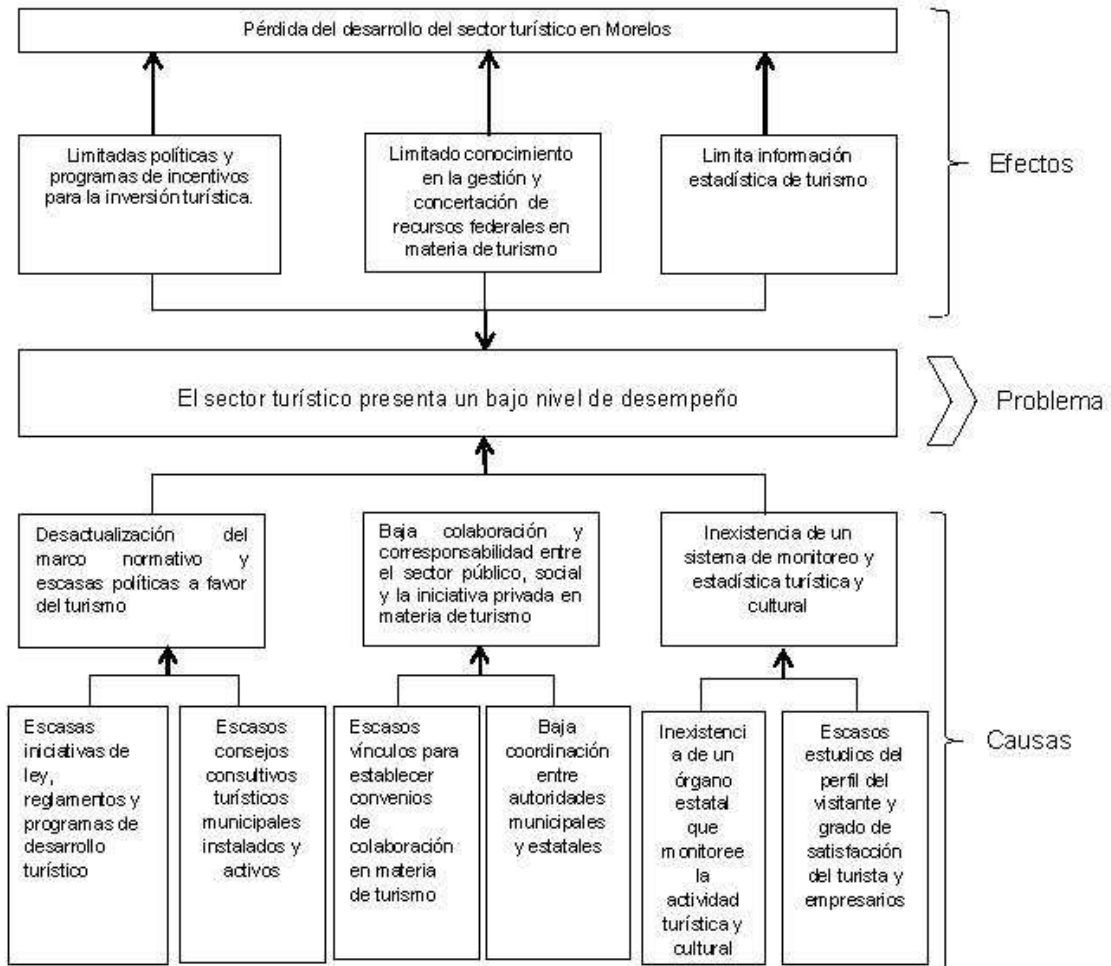 Pérdida del desarrollo del sector turístico en Morelos
Limitadas políticas y
programas de incentivos
para la inversión turística.
Limitado conocimiento
en la gestión y
concertación de
recursos federales en
materia de turismo
Limita información
estadística de turismo
Efectos
El sector turístico presenta un bajo nivel de desempeño
Problema
Desactualización del
marco normativo y
escasas políticas a favor
del turismo
Baja colaboración y
corresponsabilidad entre
el sector público, social
y la iniciativa privada en
materia de turismo
Inexistencia de un
sistema de monitoreo y
estadística turística y
cultural
Escasas
iniciativas de
ley,
reglamentos y
programas de
desarrollo
turístico
Escasos
consejos
consultivos
turísticos
municipales
instalados y
activos
Escasos
vínculos para
establecer
convenios
de
colaboración
en materia
de turismo
Baja
coordinación
entre
autoridades
municipales
y estatales
Inexistenci
a de un
órgano
estatal
que
monitoree
la
actividad
turística y
cultural
Escasos
estudios del
perfil del
visitante y
grado de
satisfacción
del turista y
empresarios
Causas